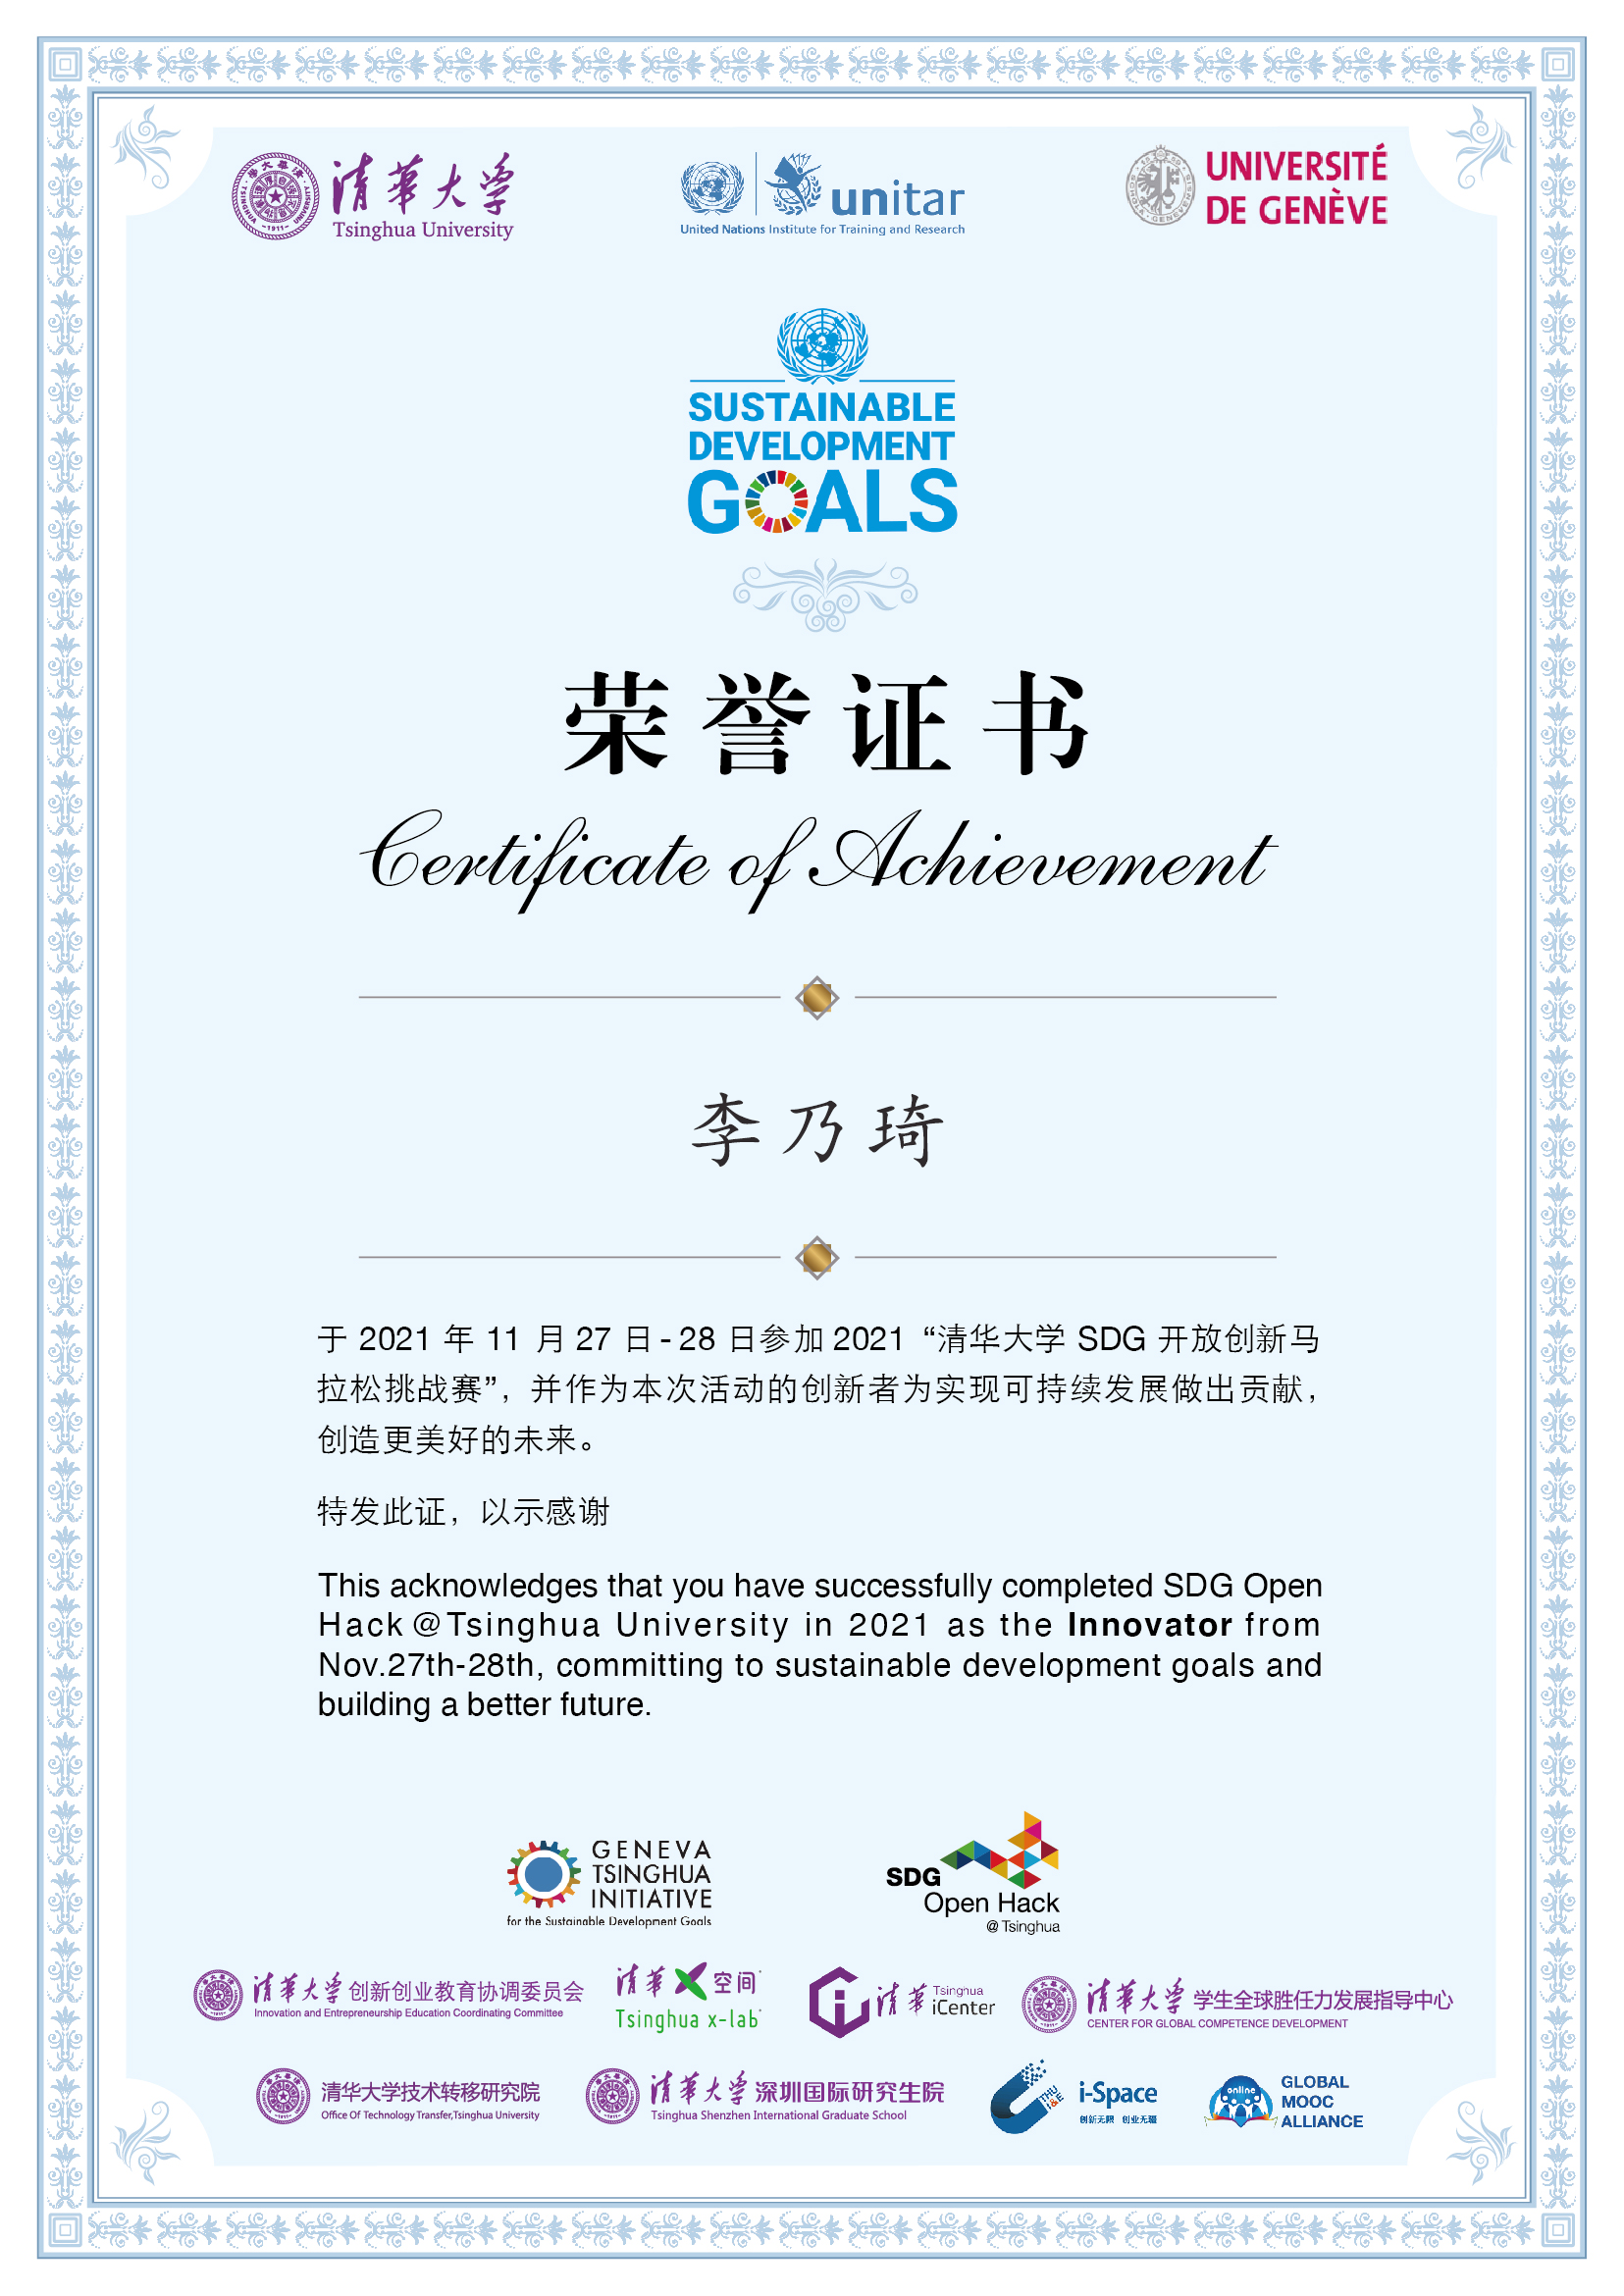 清华大学
Tsinghua University
unitar
United Nations Institute for Training and Research
UNIVERSITÉ
DE GENÈVE
SUSTAINABLE
DEVELOPMENT
GOALS
荣誉证书
Certificate of Achievement
李乃琦
于 2021 年 11 月 27 日 - 28 日参加 2021 “清华大学 SDG 开放创新马
拉松挑战赛”，并作为本次活动的创新者为实现可持续发展做出贡献，
创造更美好的未来。
特发此证，以示感谢
This acknowledges that you have successfully completed SDG Open
Hack @Tsinghua University in 2021 as the Innovator from
Nov.27th-28th, committing to sustainable development goals and
building a better future.
GENEVA
TSINGHUA
INITIATIVE
for the Sustainable Development Goals
SDG
Open Hack
@ Tsinghua
清华大学创新创业教育协调委员会
Innovation and Entrepreneurship Education Coordinating Committee
清华 X 空间
Tsinghua x-lab
清华
Tsinghua
iCenter
清华大学 学生全球胜任力发展指导中心
CENTER FOR GLOBAL COMPETENCE DEVELOPMENT
清华大学技术转移研究院
Office Of Technology Transfer,Tsinghua University
清华大学 深圳国际研究生院
Tsinghua Shenzhen International Graduate School
i-Space
创新无限 创业无疆
online
GLOBAL
MOOC
ALLIANCE